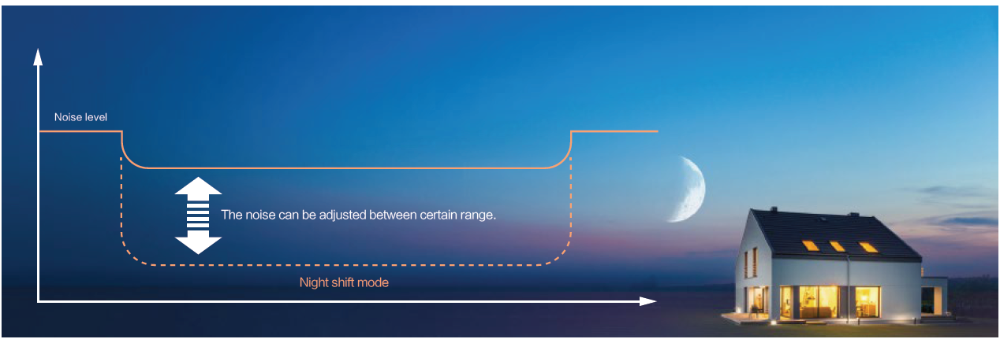 Noise level
The noise can be adjusted between certain range.
Night shift mode